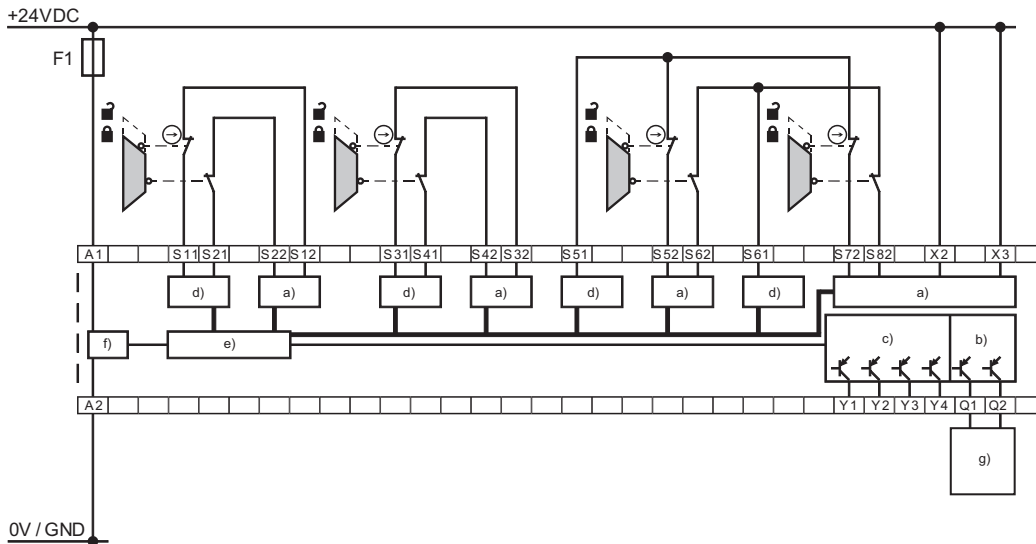 +24VDC
F1
A1 S11 S21 S22 S12 S31 S41 S42 S32 S51 S52 S62 S61 S72 S82 X2 X3
d) a) d) a) d) a) d) a)
f) e) c) b)
A2 Y1 Y2 Y3 Y4 Q1 Q2
g)
0V / GND